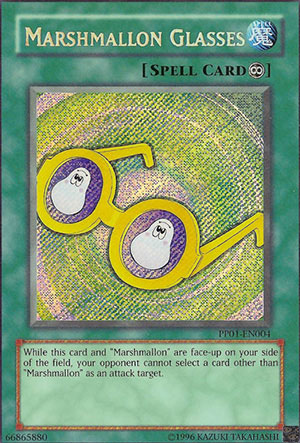 MARSHMALLON GLASSES 魔
[SPELL CARD]
PP01-EN004
While this card and "Marshmallon" are face-up on your side
of the field, your opponent cannot select a card other than
"Marshmallon" as an attack target.
66865880 ©1996 KAZUKI TAKAHASHI